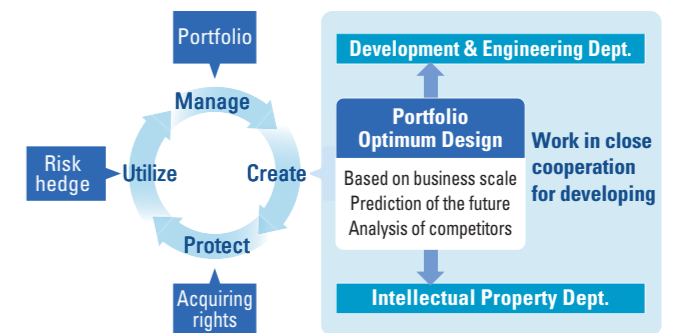 Portfolio
Manage
Risk
hedge
Utilize
Create
Protect
Acquiring
rights
Development & Engineering Dept.
Portfolio
Optimum Design
Based on business scale
Prediction of the future
Analysis of competitors
Work in close
cooperation
for developing
Intellectual Property Dept.